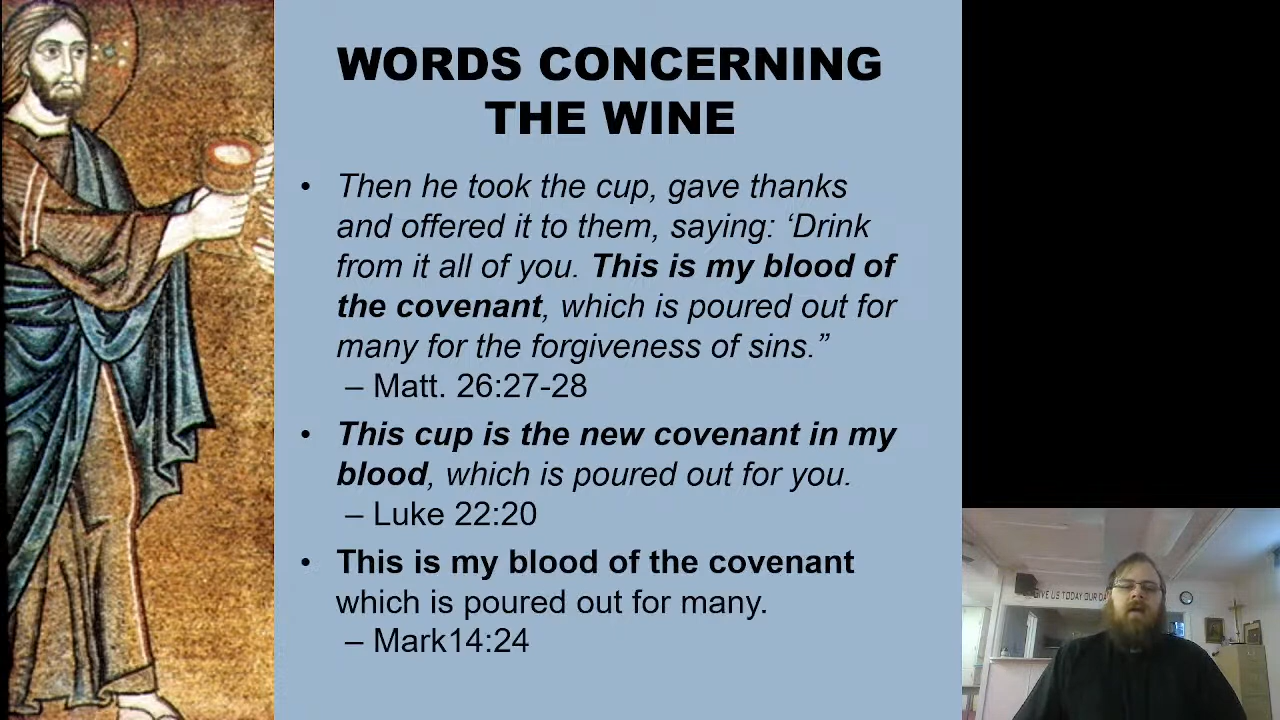 WORDS CONCERNING
THE WINE
• Then he took the cup, gave thanks
and offered it to them, saying: ‘Drink
from it all of you. This is my blood of
the covenant, which is poured out for
many for the forgiveness of sins.”
– Matt. 26:27-28
• This cup is the new covenant in my
blood, which is poured out for you.
– Luke 22:20
• This is my blood of the covenant
which is poured out for many.
– Mark14:24
GIVE US TODAY OUR